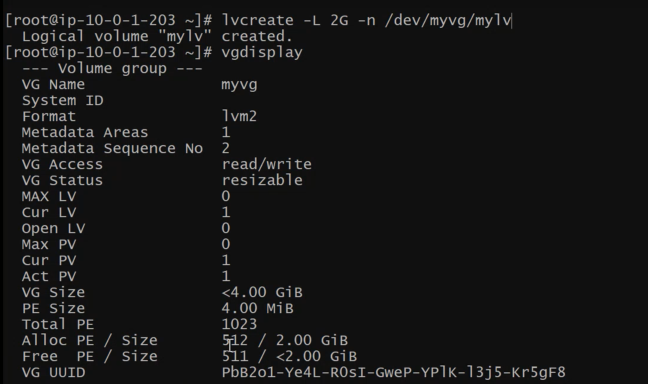 [root@ip-10-0-1-203 ~]# lvcreate -L 2G -n /dev/myvg/mylv
Logical volume "mylv" created.
[root@ip-10-0-1-203 ~]# vgdisplay
--- Volume group ---
VG Name myvg
System ID
Format lvm2
Metadata Areas 1
Metadata Sequence No 2
VG Access read/write
VG Status resizable
MAX LV 0
Cur LV 1
Open LV 0
Max PV 0
Cur PV 1
Act PV 1
VG Size <4.00 GiB
PE Size 4.00 MiB
Total PE 1023
Alloc PE / Size 512 / 2.00 GiB
Free PE / Size 511 / <2.00 GiB
VG UUID PbB2o1-Ye4L-ROsI-GweP-YPlK-l3j5-Kr5gF8